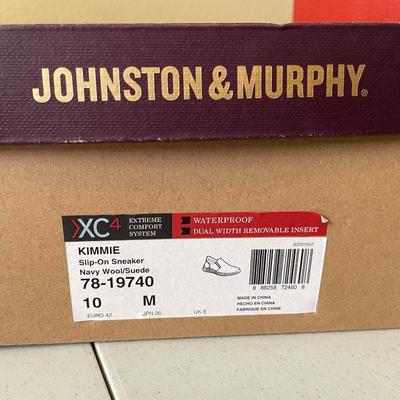 JOHNSTON & MURPHY®
XC4 EXTREME COMFORT SYSTEM
WATERPROOF
DUAL WIDTH REMOVABLE INSERT
KIMMIE
Slip-On Sneaker
Navy Wool/Suede
78-19740
10 M
EURO 42 JPN 26 UK 8
8 88258 72460 8
MADE IN CHINA
HECHO EN CHINA
FABRIQUE EN CHINE